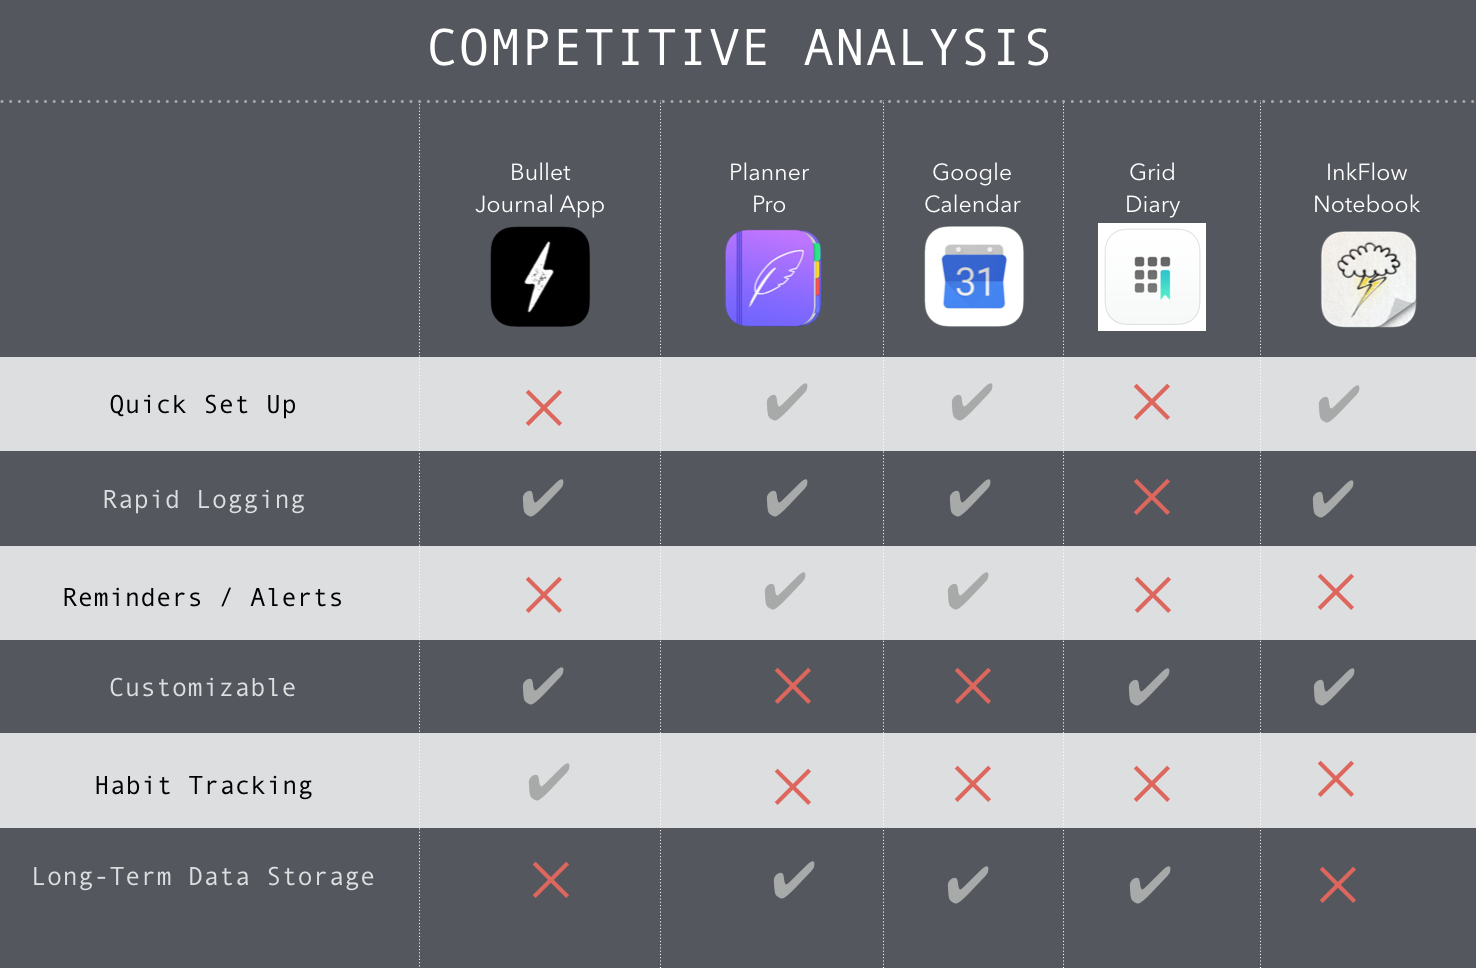 COMPETITIVE ANALYSIS
Bullet
Journal App
Planner
Pro
Google
Calendar
Grid
Diary
InkFlow
Notebook
31
Quick Set Up
Rapid Logging
Reminders / Alerts
Customizable
Habit Tracking
Long-Term Data Storage